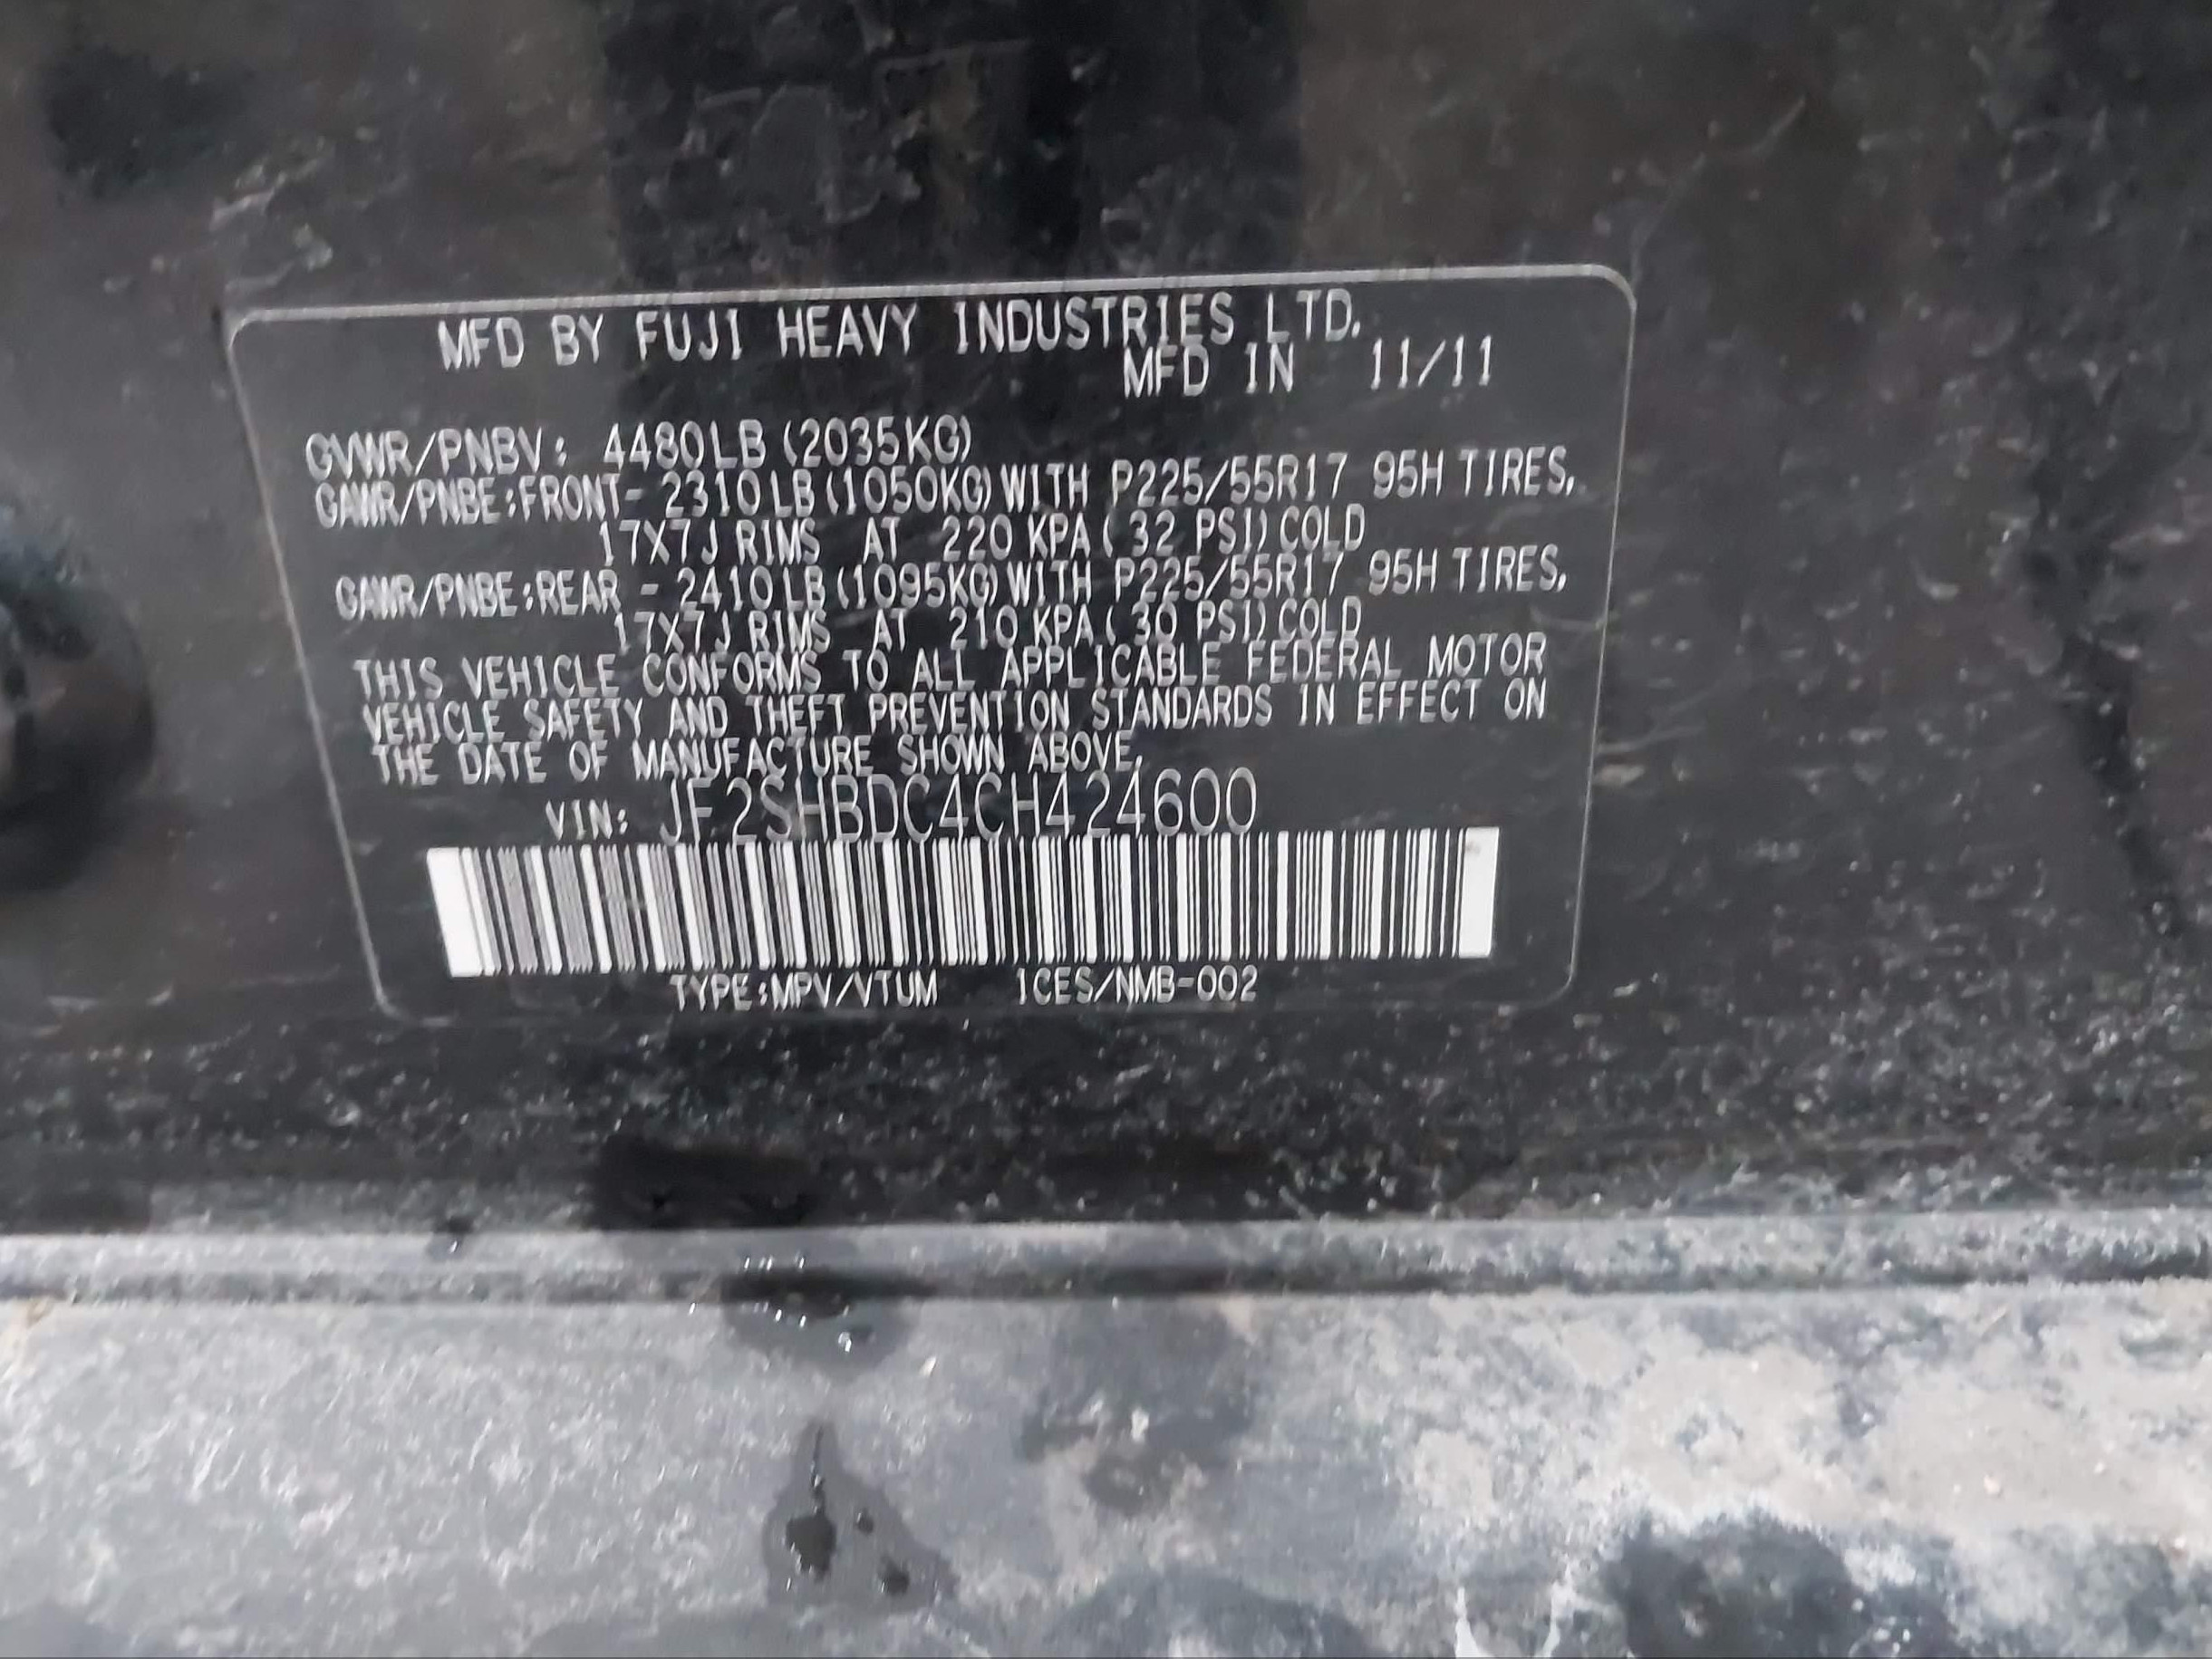 MFD BY FUJI HEAVY INDUSTRIES LTD.
MFD IN 11/11
GVWR/PNBV: 4480LB (2035KG)
GAWR/PNBE:FRONT- 2310LB(1050KG)WITH P225/55R17 95H TIRES,
17X7J RIMS AT 220 KPA( 32 PSI)COLD
GAWR/PNBE:REAR - 2410LB(1095KG)WITH P225/55R17 95H TIRES,
17X7J RIMS AT 210 KPA( 30 PSI)COLD
THIS VEHICLE CONFORMS TO ALL APPLICABLE FEDERAL MOTOR
VEHICLE SAFETY AND THEFT PREVENTION STANDARDS IN EFFECT ON
THE DATE OF MANUFACTURE SHOWN ABOVE.
VIN: JF2SHBDC4CH424600
TYPE:MPV/VTUM ICES/NMB-002